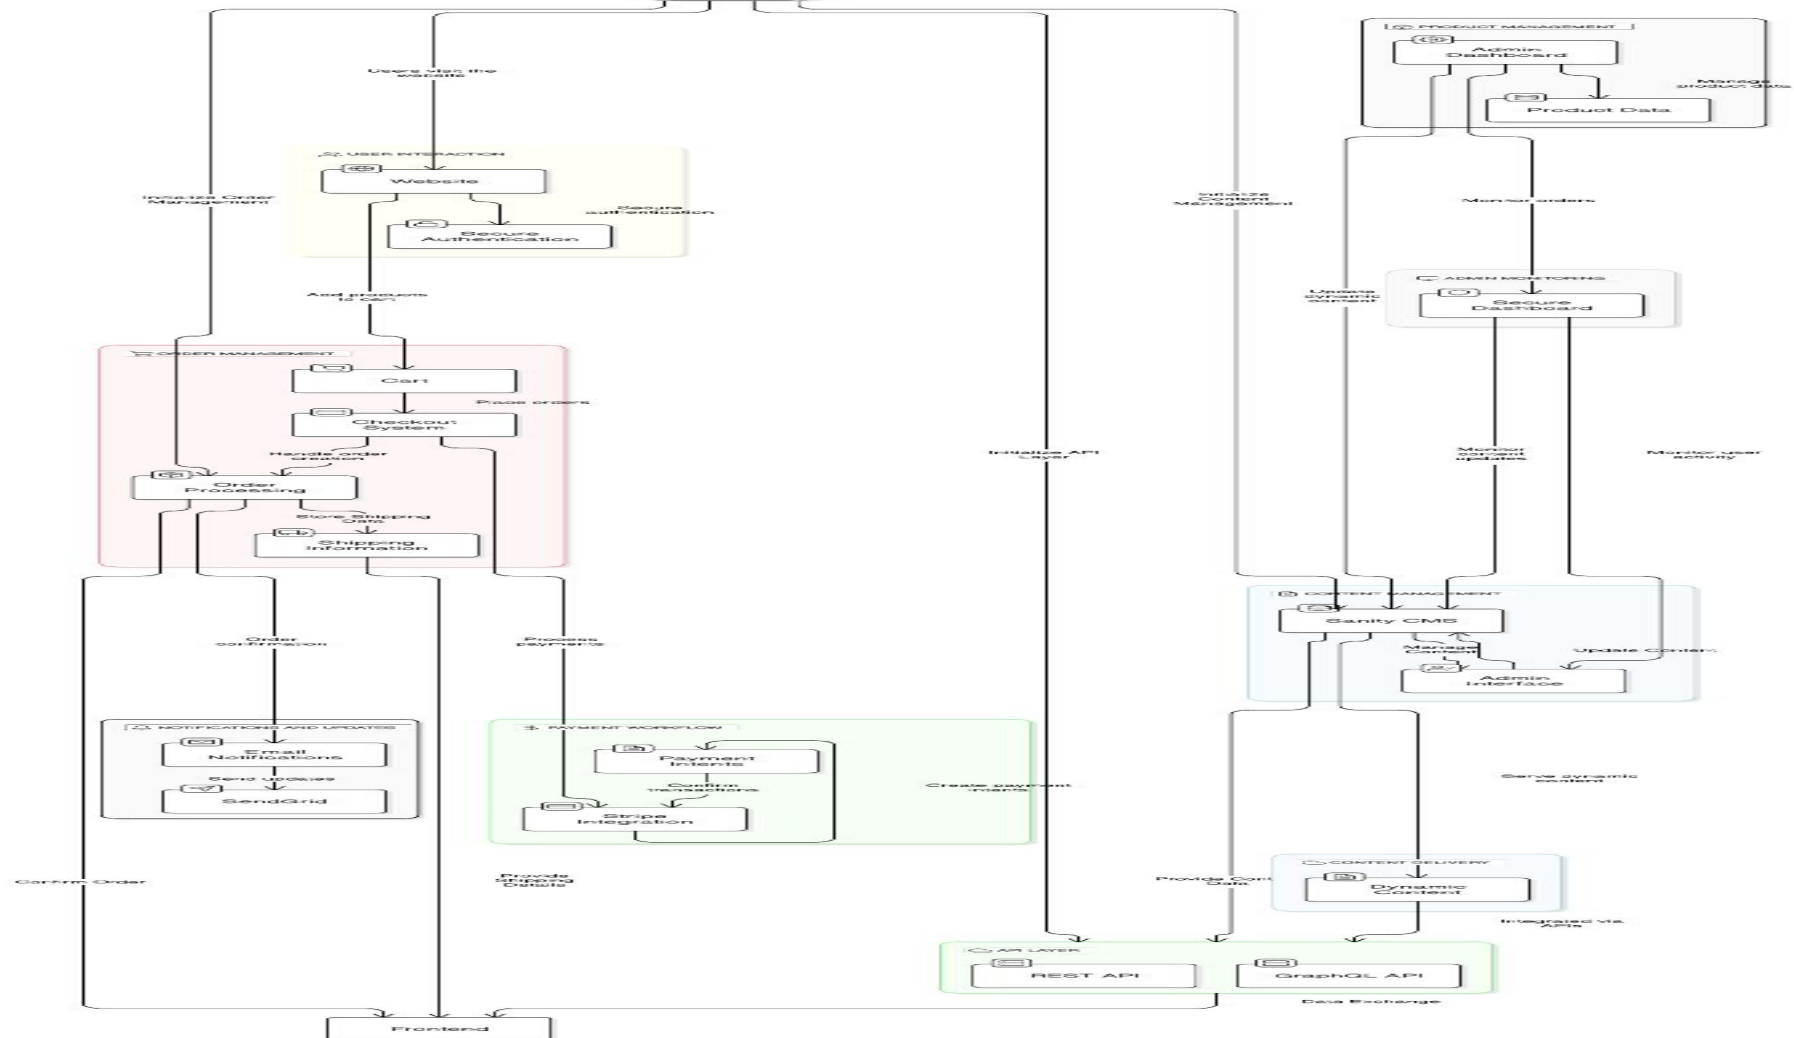 PRODUCT MANAGEMENT
Admin
Dashboard
Manage
product data
Product Data
Users visit the
website
USER INTERACTION
Website
Secure
authentication
Secure
Authentication
Initialize Order
Management
Initialize
Content
Management
Monitor orders
ADMIN MONITORING
Secure
Dashboard
Add products
to cart
Update
dynamic
content
ORDER MANAGEMENT
Cart
Place orders
Checkout
System
Handle order
creation
Initialize API
Layer
Monitor
content
updates
Monitor user
activity
Order
Processing
Store Shipping
Data
Shipping
Information
CONTENT MANAGEMENT
Sanity CMS
Manage
Content
Update Content
Admin
Interface
Order
confirmation
Process
payments
NOTIFICATIONS AND UPDATES
Email
Notifications
Send updates
SendGrid
PAYMENT WORKFLOW
Payment
Intents
Confirm
transactions
Create payment
intents
Stripe
Integration
Serve dynamic
content
CONTENT DELIVERY
Dynamic
Content
Confirm Order
Provide
Shipping
Details
Provide Cont
Data
Integrated via
APIs
API LAYER
REST API
GraphQL API
Data Exchange
Frontend